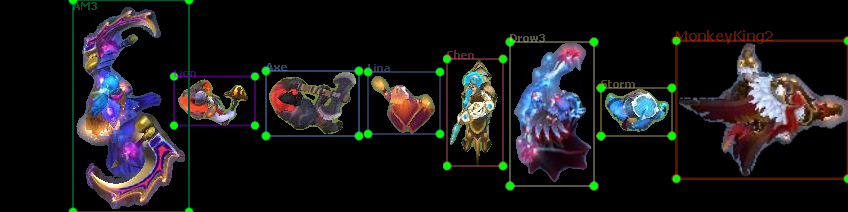 AM3
Axe
Lina
Chen
Drow3
Storm
MonkeyKing2